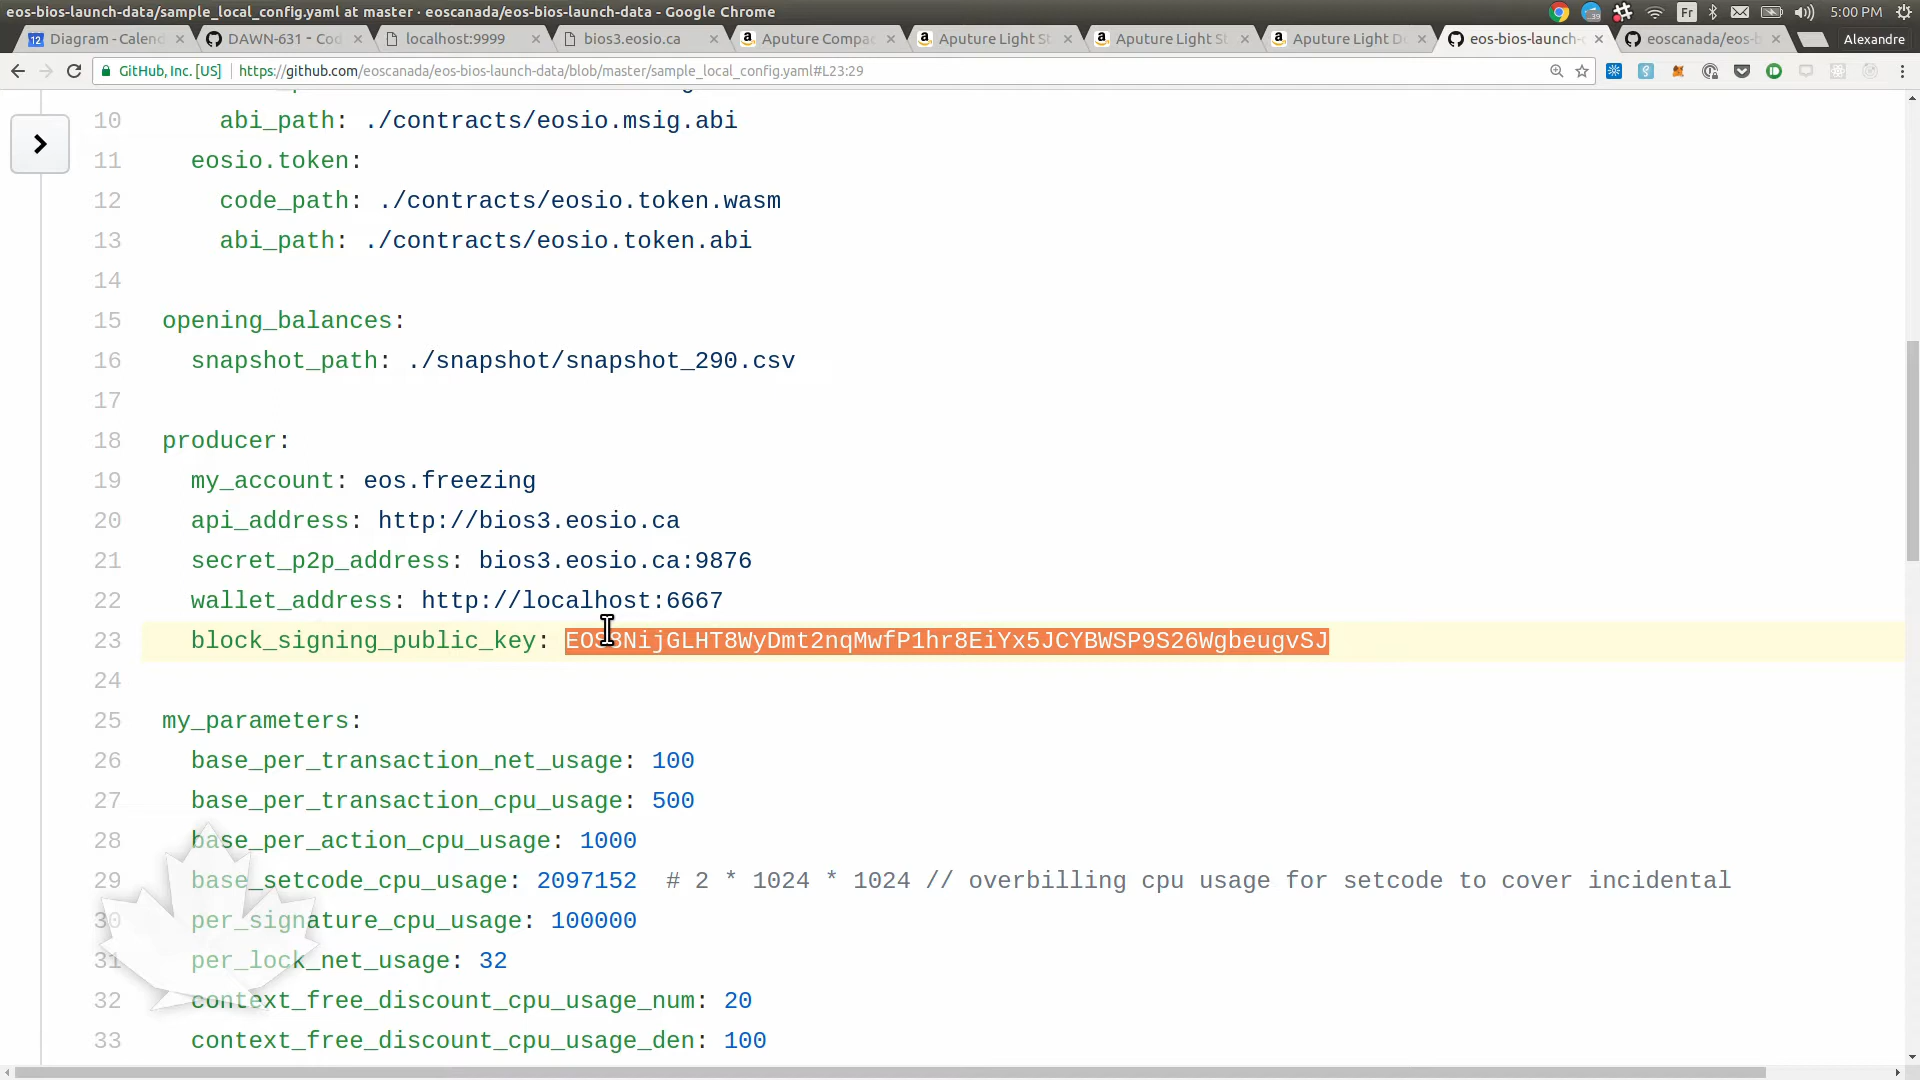 eos-bios-launch-data/sample_local_config.yaml at master · eoscanada/eos-bios-launch-data - Google Chrome
Fr 5:00 PM
12 Diagram - Calend
DAWN-631 - Cod
localhost:9999
bios3.eosio.ca
Aputure Compac
Aputure Light St
Aputure Light St
Aputure Light D
eos-bios-launch-
eoscanada/eos-b
Alexandre
GitHub, Inc. [US] https://github.com/eoscanada/eos-bios-launch-data/blob/master/sample_local_config.yaml#L23:29
10 abi_path: ./contracts/eosio.msig.abi
11 eosio.token:
12 code_path: ./contracts/eosio.token.wasm
13 abi_path: ./contracts/eosio.token.abi
14
15 opening_balances:
16 snapshot_path: ./snapshot/snapshot_290.csv
17
18 producer:
19 my_account: eos.freezing
20 api_address: http://bios3.eosio.ca
21 secret_p2p_address: bios3.eosio.ca:9876
22 wallet_address: http://localhost:6667
23 block_signing_public_key: EOS8NijGLHT8WyDmt2nqMwfP1hr8EiYx5JCYBWSP9S26WgbeugvSJ
24
25 my_parameters:
26 base_per_transaction_net_usage: 100
27 base_per_transaction_cpu_usage: 500
28 base_per_action_cpu_usage: 1000
29 base_setcode_cpu_usage: 2097152 # 2 * 1024 * 1024 // overbilling cpu usage for setcode to cover incidental
30 per_signature_cpu_usage: 100000
31 per_lock_net_usage: 32
32 context_free_discount_cpu_usage_num: 20
33 context_free_discount_cpu_usage_den: 100